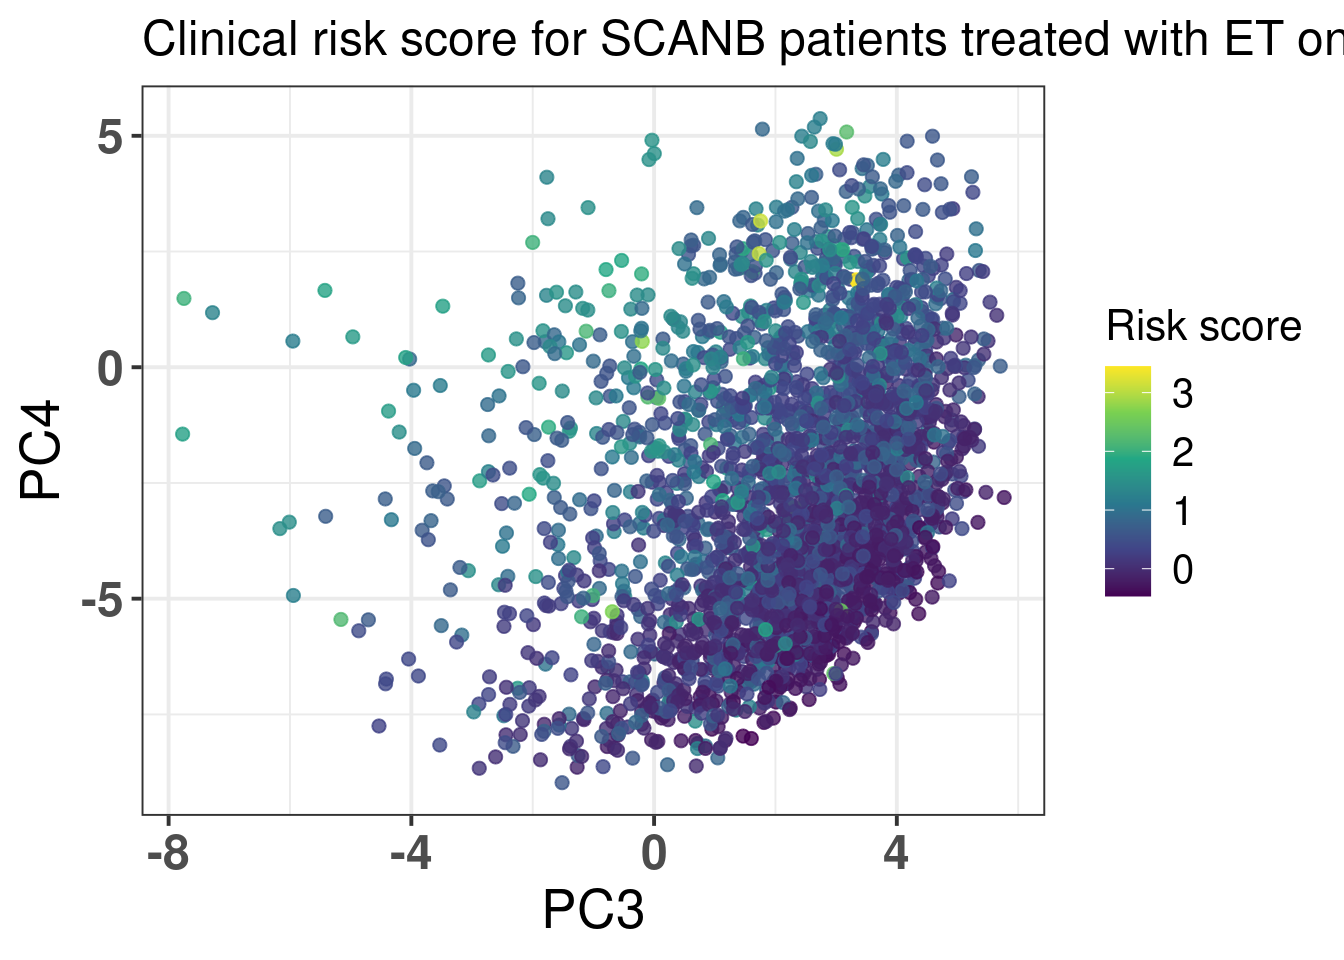 Clinical risk score for SCANB patients treated with ET on
5
0
-5
PC4
-8
-4
0
4
PC3
Risk score
3
2
1
0